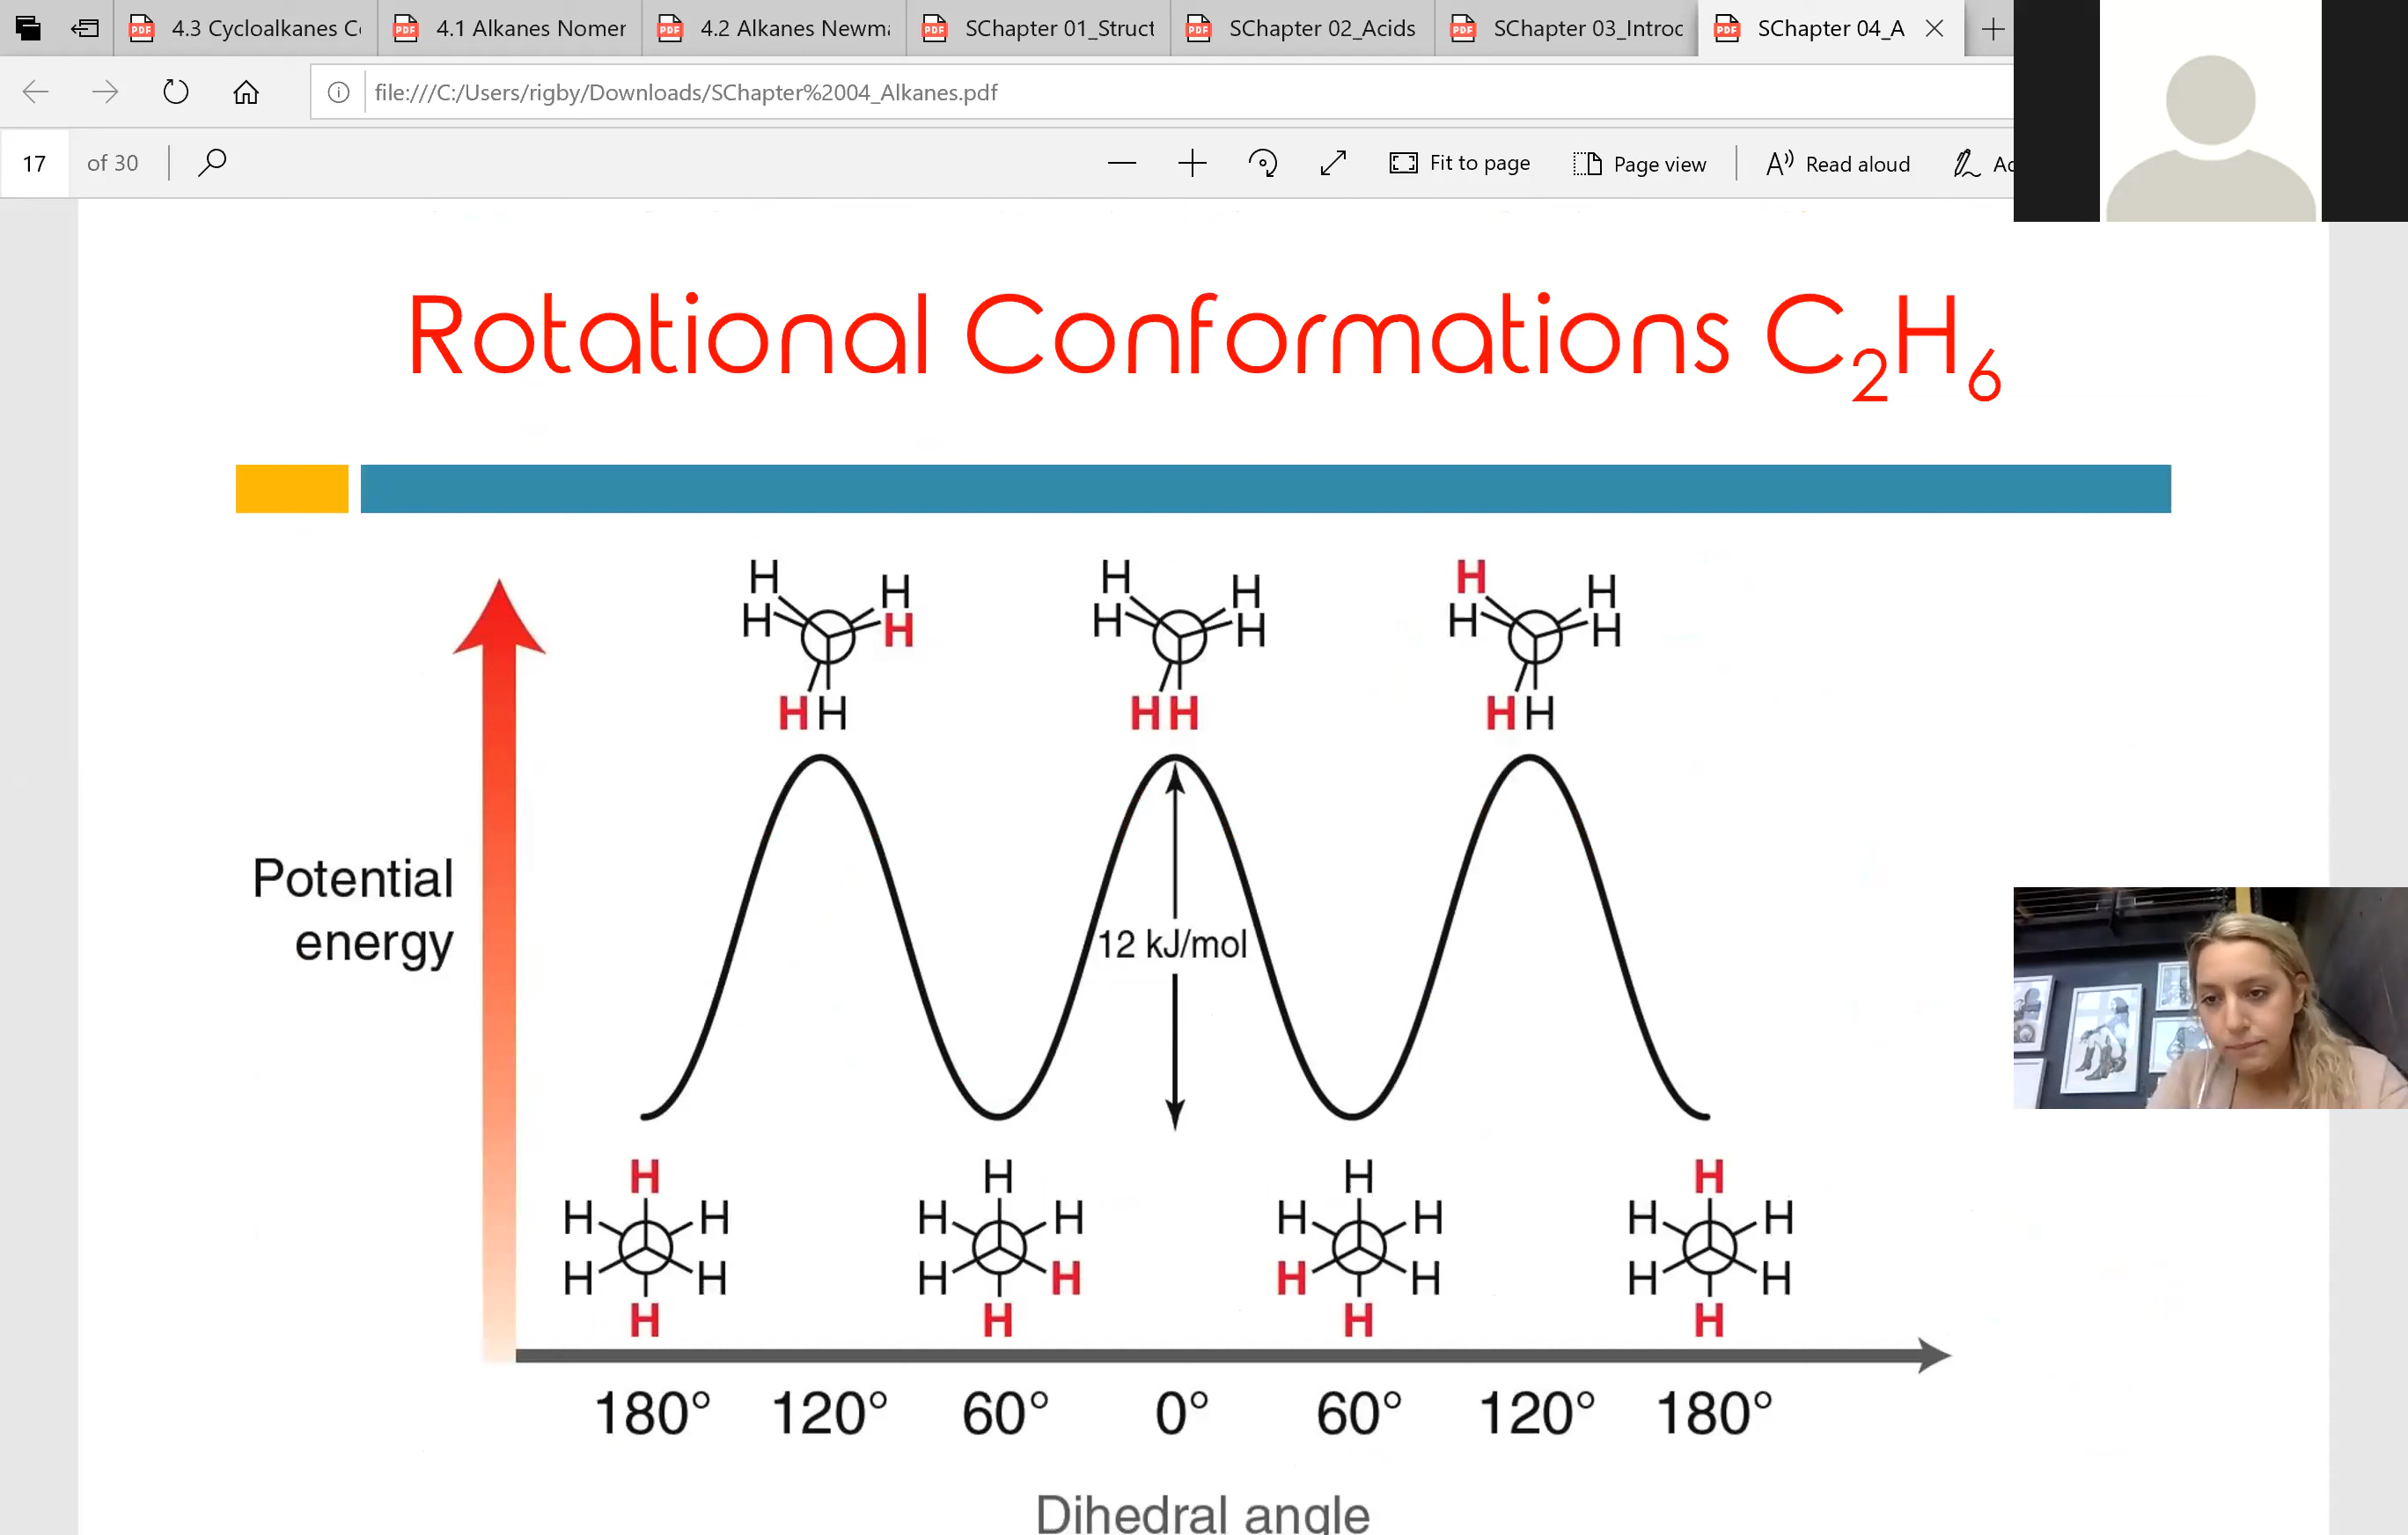 4.3 Cycloalkanes C
4.1 Alkanes Nomer
4.2 Alkanes Newma
SChapter 01_Struct
SChapter 02_Acids
SChapter 03_Introc
SChapter 04_A
file:///C:/Users/rigby/Downloads/SChapter%2004_Alkanes.pdf
17 of 30
Fit to page
Page view
Read aloud
Rotational Conformations C₂H₆
H H H H H H
H H H H H H
H H H H H H
Potential
energy
12 kJ/mol
H H H H
H H H H H H H H
H H H H H H H H
H H H H
180° 120° 60° 0° 60° 120° 180°
Dihedral angle